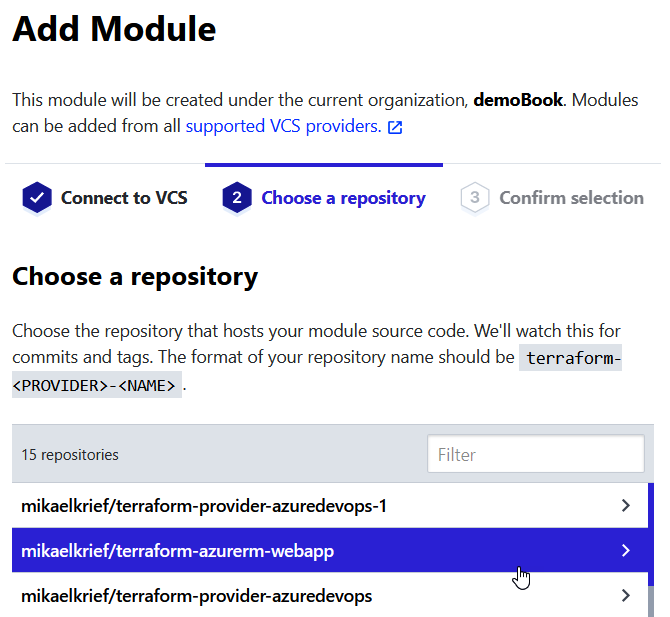 Add Module
This module will be created under the current organization, demoBook. Modules
can be added from all supported VCS providers.
Connect to VCS
2 Choose a repository
3 Confirm selection
Choose a repository
Choose the repository that hosts your module source code. We'll watch this for
commits and tags. The format of your repository name should be terraform-
<PROVIDER>-<NAME>.
15 repositories
Filter
mikaelkrief/terraform-provider-azuredevops-1
mikaelkrief/terraform-azurerm-webapp
mikaelkrief/terraform-provider-azuredevops